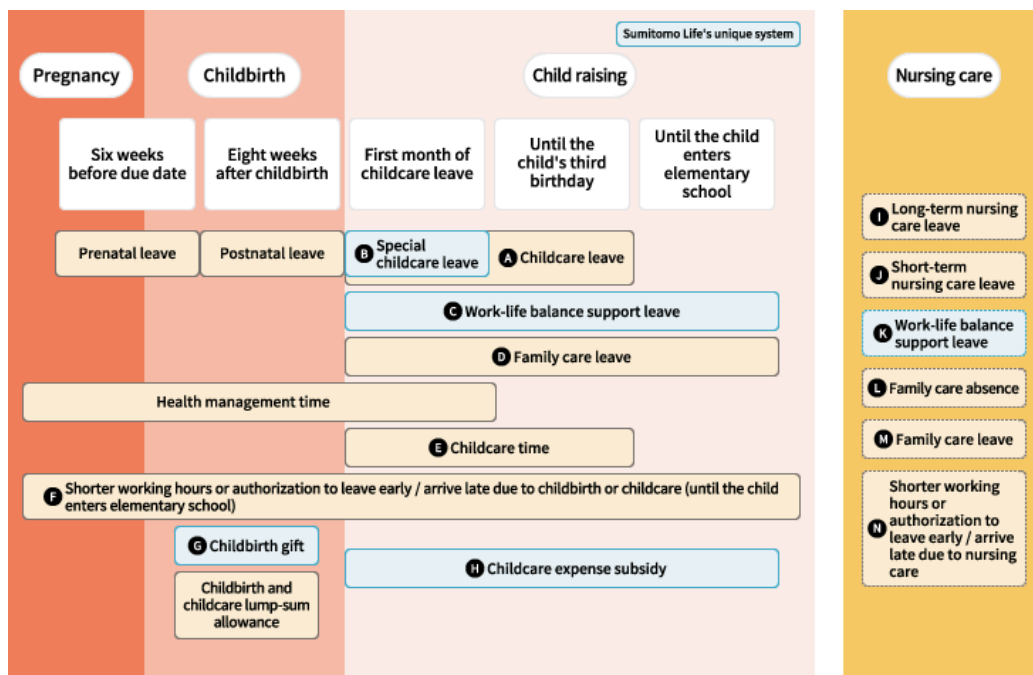 Sumitomo Life's unique system
Pregnancy
Childbirth
Child raising
Six weeks
before due date
Eight weeks
after childbirth
First month of
childcare leave
Until the
child's third
birthday
Until the child
enters
elementary
school
Prenatal leave
Postnatal leave
B Special
childcare leave
A Childcare leave
C Work-life balance support leave
D Family care leave
Health management time
E Childcare time
F Shorter working hours or authorization to leave early / arrive late due to childbirth or childcare (until the child
enters elementary school)
G Childbirth gift
H Childcare expense subsidy
Childbirth and
childcare lump-sum
allowance
Nursing care
I Long-term nursing
care leave
J Short-term
nursing care leave
K Work-life balance
support leave
L Family care absence
M Family care leave
N Shorter working
hours or
authorization to
leave early / arrive
late due to nursing
care